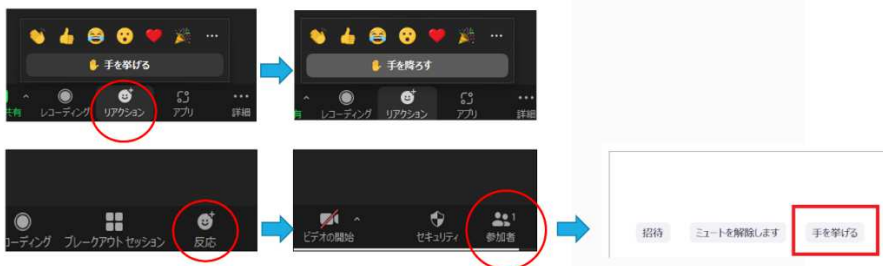 手を挙げる
共有 レコーディング リアクション アプリ 詳細
手を降ろす
有 レコーディング リアクション アプリ 詳細
コーディング ブレークアウト セッション 反応
ビデオの開始 セキュリティ 参加者 1
招待 ミュートを解除します 手を挙げる